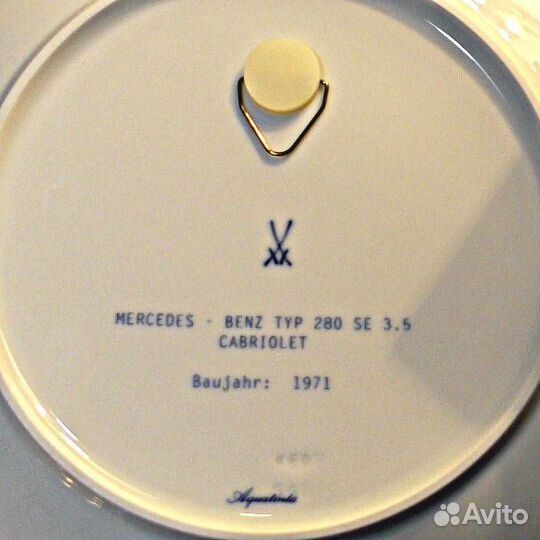 MERCEDES - BENZ TYP 280 SE 3.5
CABRIOLET
Baujahr: 1971
Aquatinta
Avito